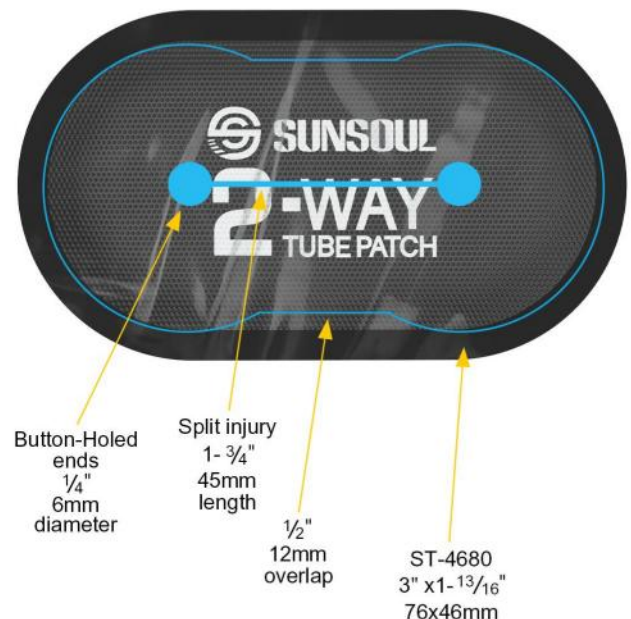 SUNSOUL
2-WAY
TUBE PATCH
Button-Holed
ends
¼"
6mm
diameter
Split injury
1- ¾"
45mm
length
½"
12mm
overlap
ST-4680
3" x1- 13/16"
76x46mm